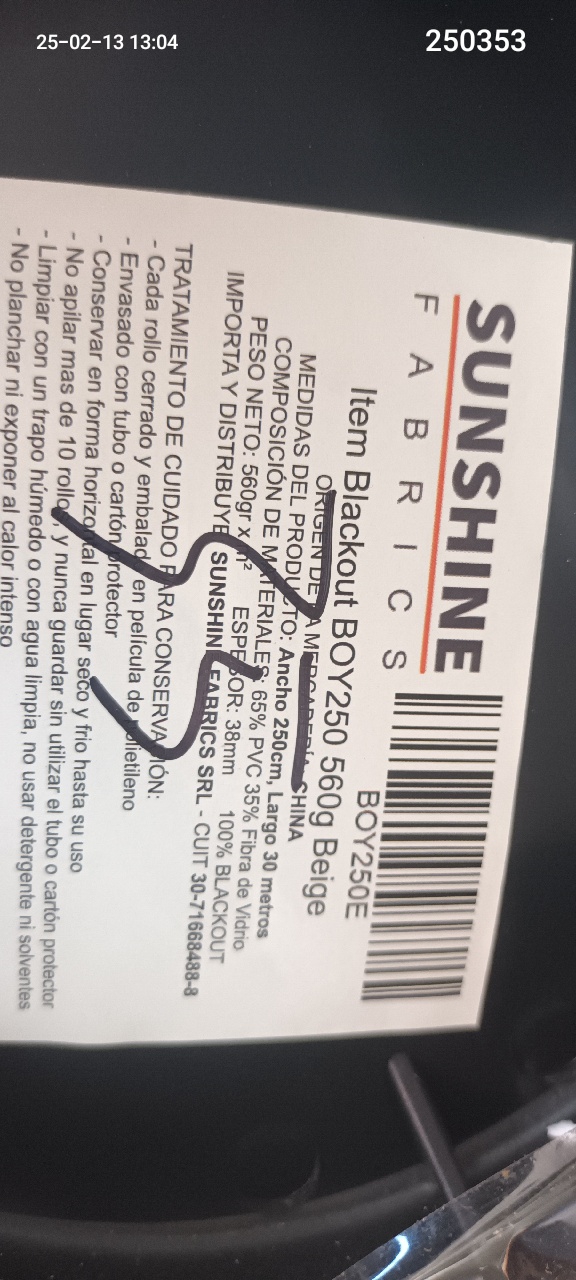 25-02-13 13:04
250353
SUNSHINE
FABRICS
BOY250E
Item Blackout BOY250 560g Beige
ORIGEN DE LA MERCADERÍA: CHINA
MEDIDAS DEL PRODUCTO: Ancho 250cm, Largo 30 metros
COMPOSICIÓN DE MATERIALES: 65% PVC 35% Fibra de Vidrio
PESO NETO: 560gr x m² ESPESOR: 38mm 100% BLACKOUT
IMPORTA Y DISTRIBUYE SUNSHINE FABRICS SRL - CUIT 30-71668488-8
TRATAMIENTO DE CUIDADO PARA CONSERVACIÓN:
- Cada rollo cerrado y embalado en película de polietileno
- Envasado con tubo o cartón protector
- Conservar en forma horizontal en lugar seco y frio hasta su uso
- No apilar mas de 10 rollos, y nunca guardar sin utilizar el tubo o cartón protector
- Limpiar con un trapo húmedo o con agua limpia, no usar detergente ni solventes
- No planchar ni exponer al calor intenso